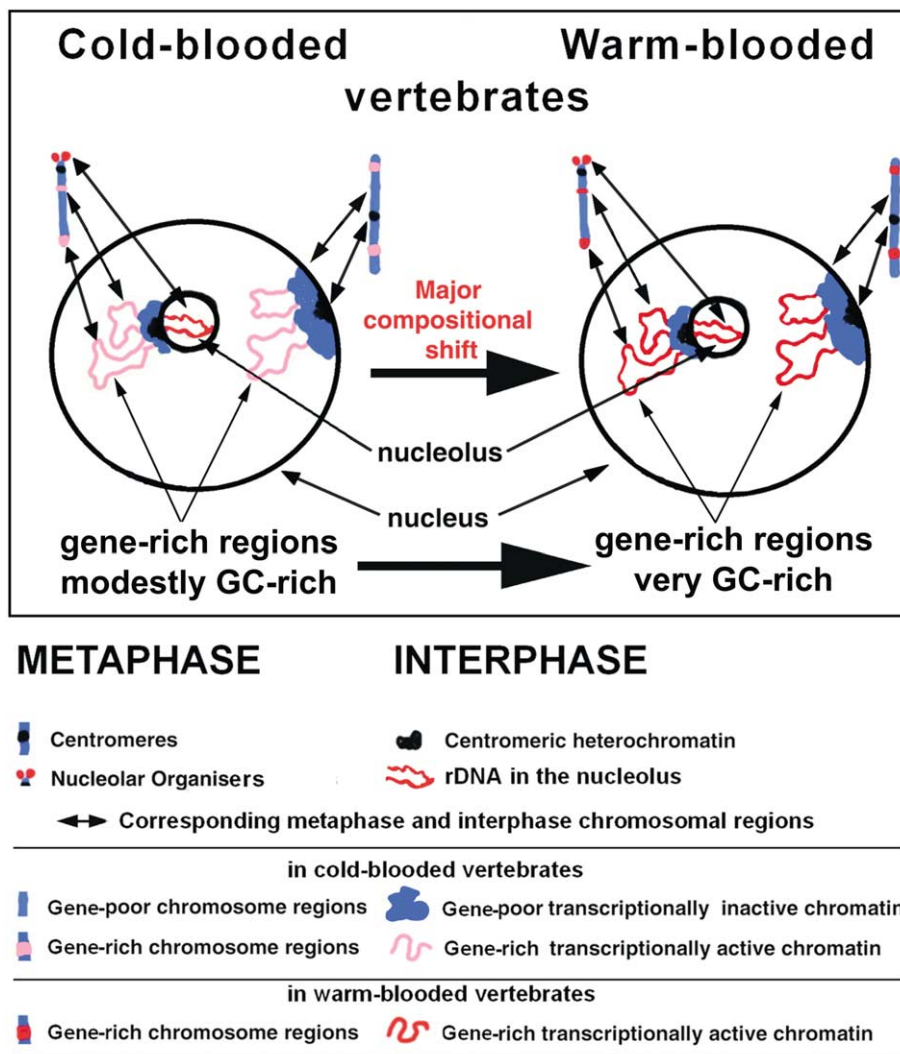 Cold-blooded
Warm-blooded
vertebrates
Major
compositional
shift
nucleolus
nucleus
gene-rich regions
modestly GC-rich
gene-rich regions
very GC-rich
METAPHASE
INTERPHASE
Centromeres
Centromeric heterochromatin
Nucleolar Organisers
rDNA in the nucleolus
Corresponding metaphase and interphase chromosomal regions
in cold-blooded vertebrates
Gene-poor chromosome regions
Gene-poor transcriptionally inactive chromatin
Gene-rich chromosome regions
Gene-rich transcriptionally active chromatin
in warm-blooded vertebrates
Gene-rich chromosome regions
Gene-rich transcriptionally active chromatin